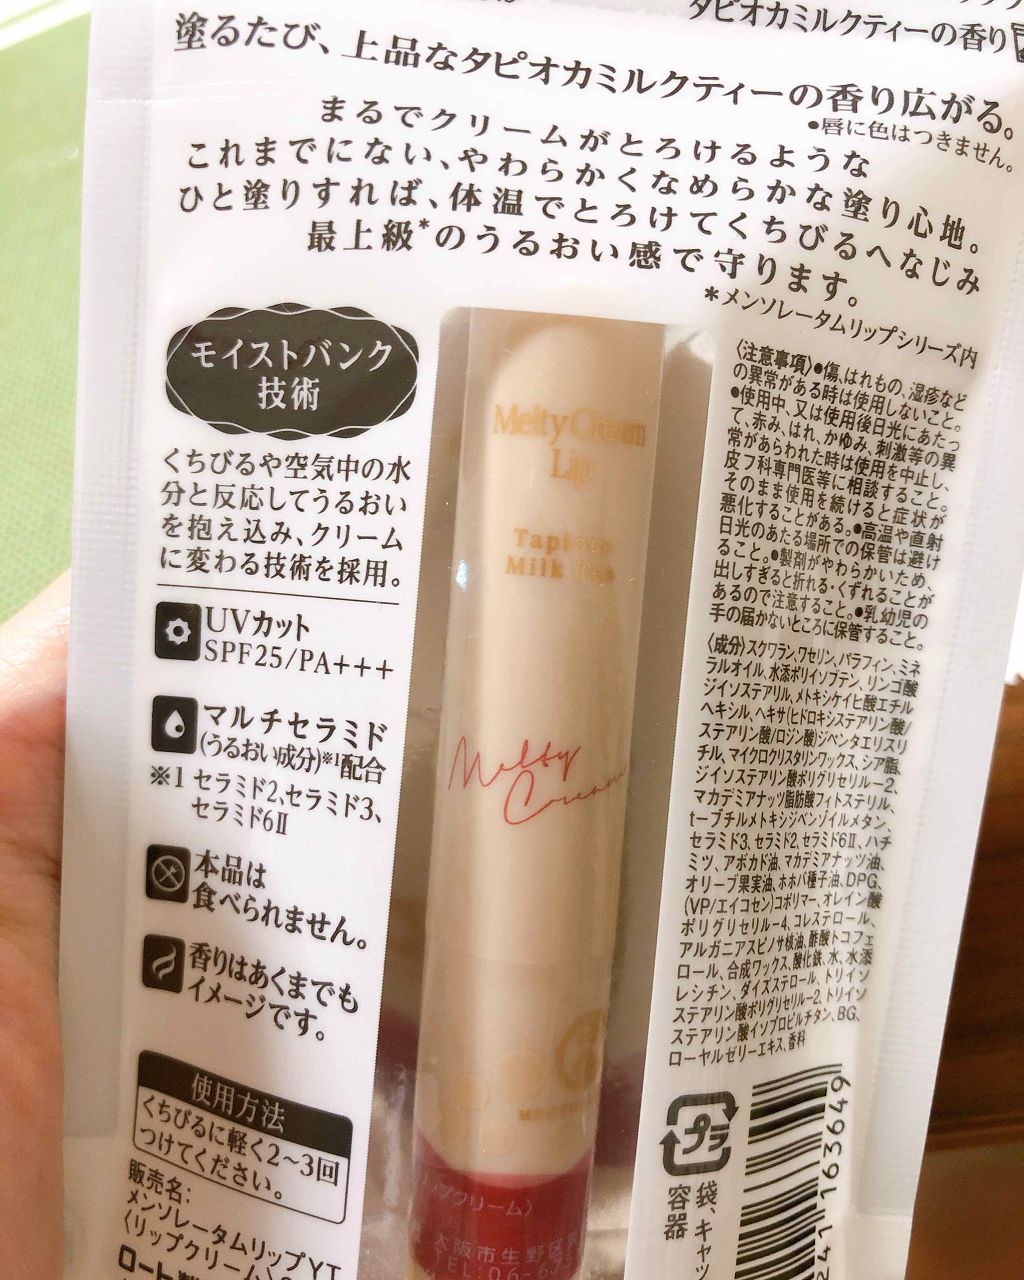 タピオカミルクティーの香り
塗るたび、上品なタピオカミルクティーの香り広がる。
●唇に色はつきません。
まるでクリームがとろけるような
これまでにない、やわらかくなめらかな塗り心地。
ひと塗りすれば、体温でとろけてくちびるへなじみ
最上級*のうるおい感で守ります。
*メンソレータムリップシリーズ内
モイストバンク
技術
くちびるや空気中の水
分と反応してうるおい
を抱え込み、クリーム
に変わる技術を採用。
UVカット
SPF25/PA+++
マルチセラミド
(うるおい成分)※1配合
※1 セラミド2、セラミド3、
セラミド6Ⅱ
本品は
食べられません。
香りはあくまでも
イメージです。
使用方法
くちびるに軽く2~3回
つけてください。
販売名:
メンソレータムリップYT
〈リップクリーム〉
ロート製
Melty Cream
Lip
Tapioca
Milk Tea
Melty
Cream
リップクリーム〉
大阪市生野区
TEL:06-675
〈注意事項〉●傷、はれもの、湿疹など
の異常がある時は使用しないこと。
●使用中、又は使用後日光にあたっ
て、赤み、はれ、かゆみ、刺激等の異
常があらわれた時は使用を中止し、
皮フ科専門医等に相談すること。
そのまま使用を続けると症状が
悪化することがある。●高温や直射
日光のあたる場所での保管は避け
ること。●製剤がやわらかいため、
出しすぎると折れる・くずれることが
あるので注意すること。●乳幼児の
手の届かないところに保管すること。
〈成分〉スクワラン、ワセリン、パラフィン、ミネ
ラルオイル、水添ポリイソブテン、リンゴ酸
ジイソステアリル、メトキシケイヒ酸エチル
ヘキシル、ヘキサ(ヒドロキシステアリン酸/
ステアリン酸/ロジン酸)ジペンタエリスリ
チル、マイクロクリスタリンワックス、シア脂、
ジイソステアリン酸ポリグリセリル-2、
マカデミアナッツ脂肪酸フィトステリル、
t-ブチルメトキシジベンゾイルメタン、
セラミド3、セラミド2、セラミド6Ⅱ、ハチ
ミツ、アボカド油、マカデミアナッツ油、
オリーブ果実油、ホホバ種子油、DPG、
(VP/エイコセン)コポリマー、オレイン酸
ポリグリセリル-4、コレステロール、
アルガニアスピノサ核油、酢酸トコフェ
ロール、合成ワックス、酸化鉄、水、水添
レシチン、ダイズステロール、トリイソ
ステアリン酸ポリグリセリル-2、トリイソ
ステアリン酸イソプロピルチタン、BG、
ローヤルゼリーエキス、香料
プラ
袋、キャッ
容器
241 163649